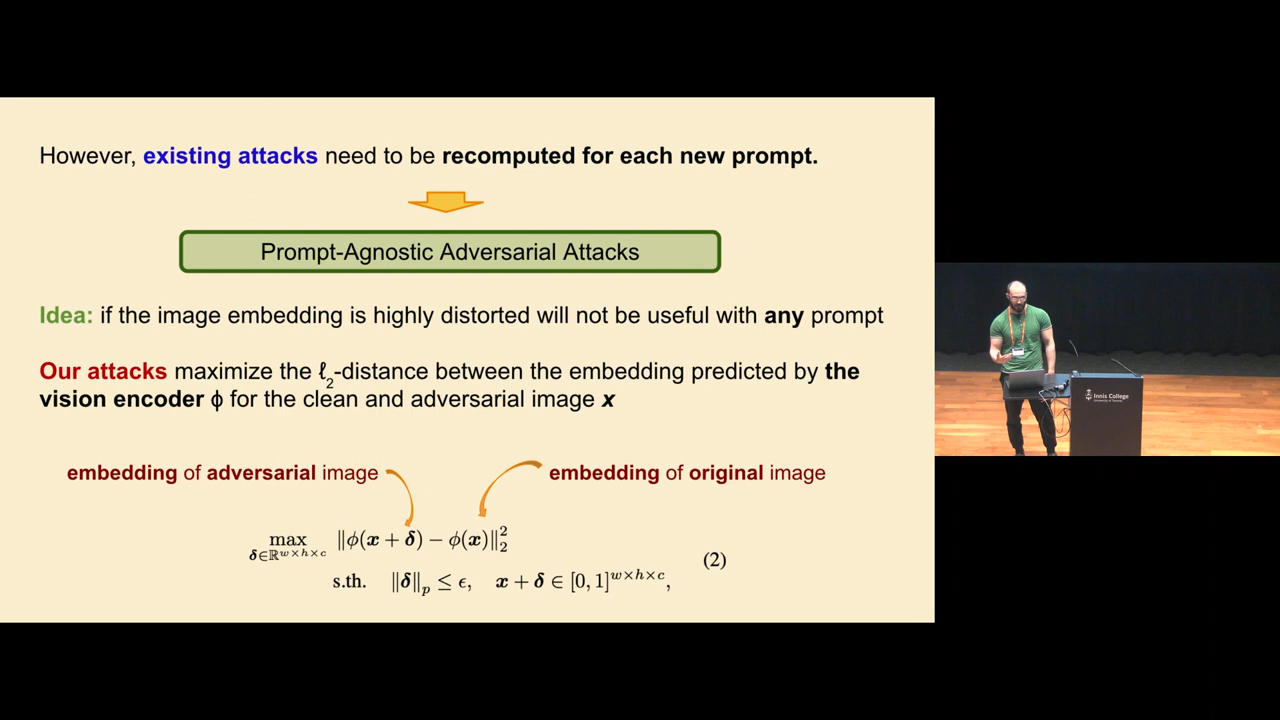 However, existing attacks need to be recomputed for each new prompt.
Prompt-Agnostic Adversarial Attacks
Idea: if the image embedding is highly distorted will not be useful with any prompt
Our attacks maximize the ℓ₂-distance between the embedding predicted by the
vision encoder ϕ for the clean and adversarial image x
embedding of adversarial image
embedding of original image
max ‖ϕ(x + δ) − ϕ(x)‖₂²
δ∈ℝ^{w×h×c}
(2)
s.th. ‖δ‖_p ≤ ϵ, x + δ ∈ [0, 1]^{w×h×c},
Innis College
University of Toronto